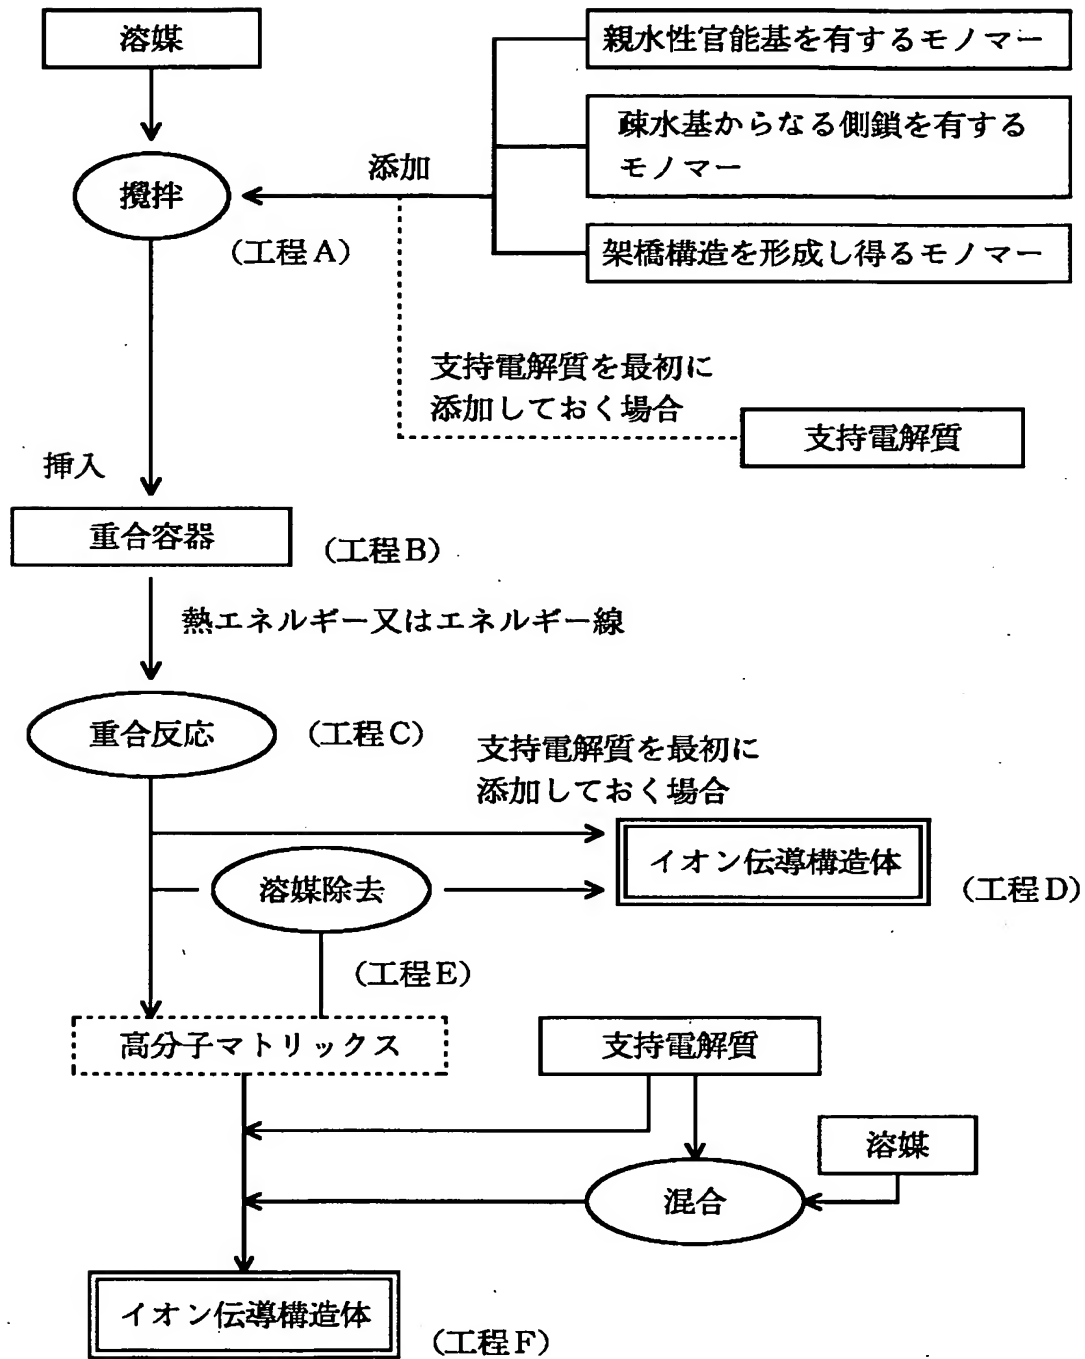 溶媒
親水性官能基を有するモノマー
疎水基からなる側鎖を有する
モノマー
添加
攪拌
(工程A)
架橋構造を形成し得るモノマー
支持電解質を最初に
添加しておく場合
支持電解質
挿入
重合容器
(工程B)
熱エネルギー又はエネルギー線
重合反応
(工程C)
支持電解質を最初に
添加しておく場合
イオン伝導構造体
溶媒除去
(工程D)
(工程E)
高分子マトリックス
支持電解質
溶媒
混合
イオン伝導構造体
(工程F)